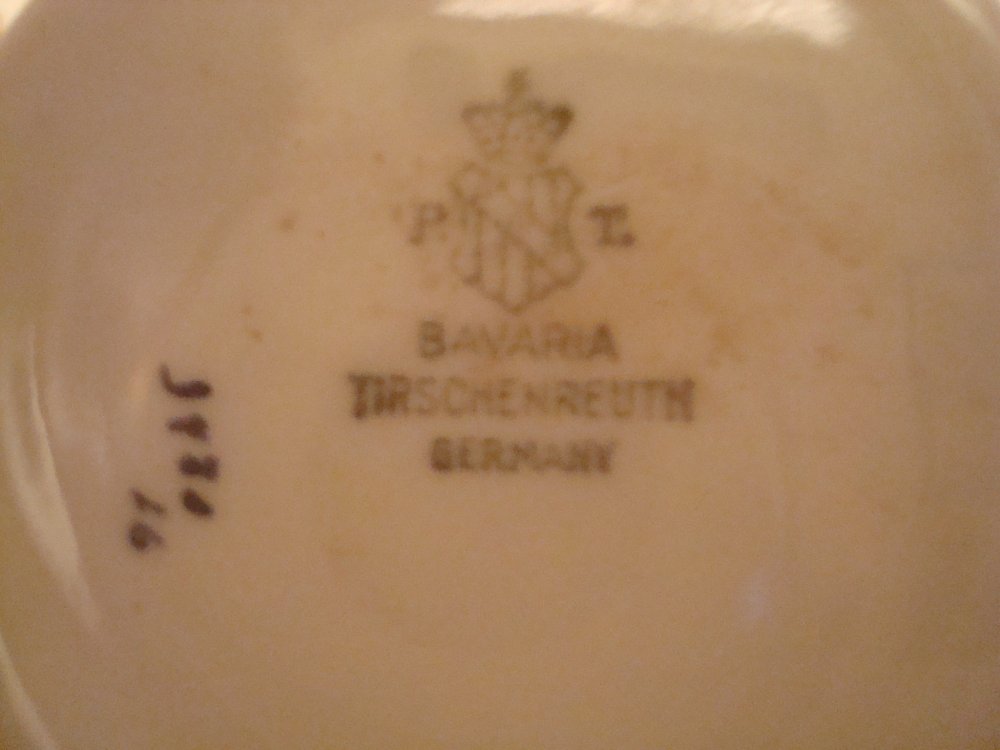 P. T.
BAVARIA
TIRSCHENREUTH
GERMANY